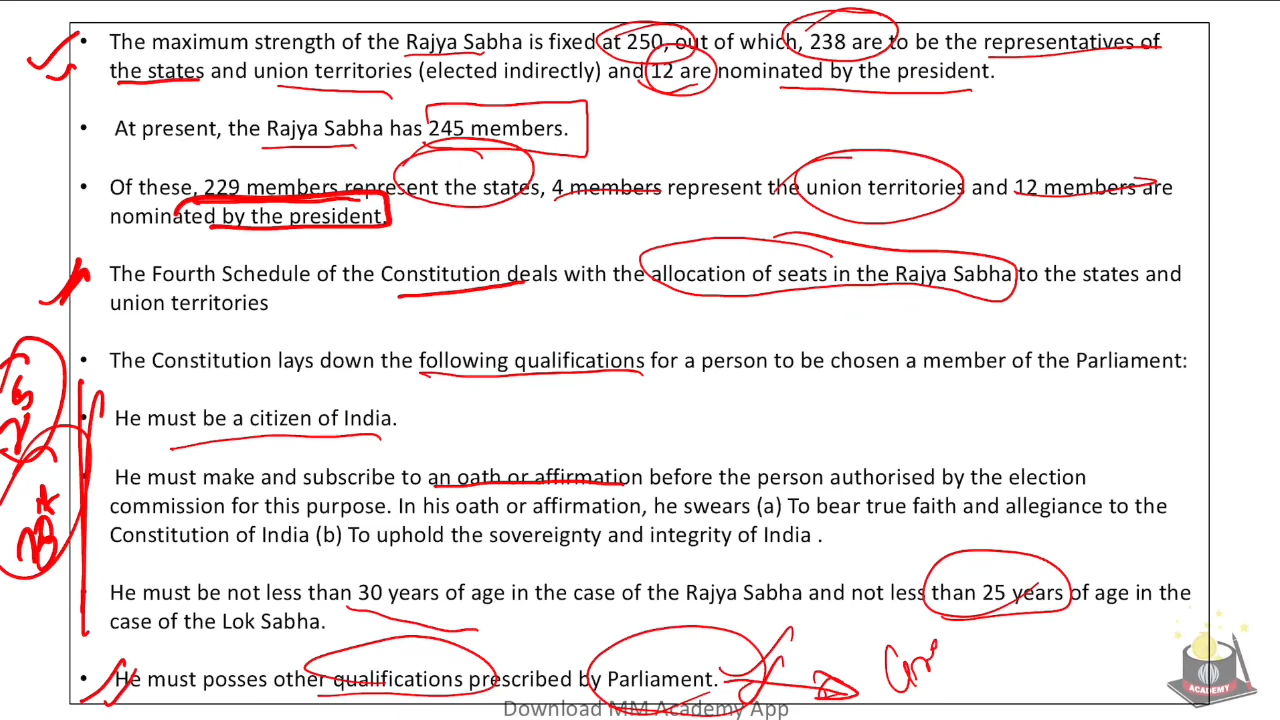 • The maximum strength of the Rajya Sabha is fixed at 250, out of which, 238 are to be the representatives of
the states and union territories (elected indirectly) and 12 are nominated by the president.
• At present, the Rajya Sabha has 245 members.
• Of these, 229 members represent the states, 4 members represent the union territories and 12 members are
nominated by the president.
• The Fourth Schedule of the Constitution deals with the allocation of seats in the Rajya Sabha to the states and
union territories
• The Constitution lays down the following qualifications for a person to be chosen a member of the Parliament:
• He must be a citizen of India.
He must make and subscribe to an oath or affirmation before the person authorised by the election
commission for this purpose. In his oath or affirmation, he swears (a) To bear true faith and allegiance to the
Constitution of India (b) To uphold the sovereignty and integrity of India .
He must be not less than 30 years of age in the case of the Rajya Sabha and not less than 25 years of age in the
case of the Lok Sabha.
• He must posses other qualifications prescribed by Parliament.
ACADEMY
Download MM Academy App